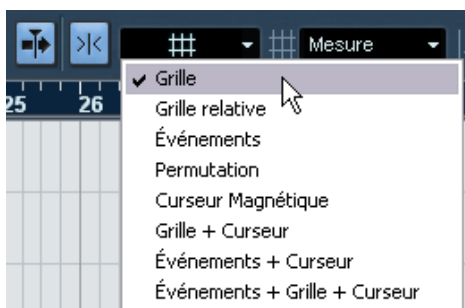 Mesure
Grille
25 26
Grille relative
Événements
Permutation
Curseur Magnétique
Grille + Curseur
Événements + Curseur
Événements + Grille + Curseur